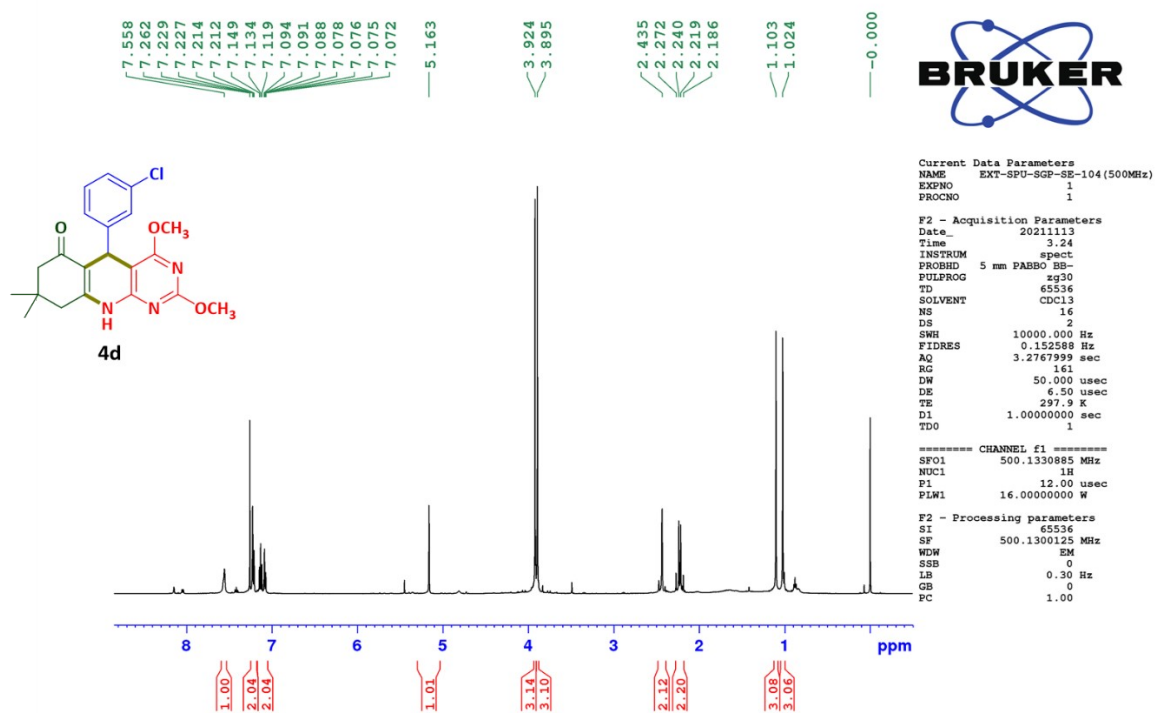 7.558
7.262
7.229
7.227
7.214
7.212
7.149
7.134
7.119
7.094
7.091
7.088
7.078
7.076
7.075
7.072
5.163
3.924
3.895
2.435
2.272
2.240
2.219
2.186
1.103
1.024
-0.000
BRUKER
Cl
O
OCH3
N
N
H
N
OCH3
4d
Current Data Parameters
NAME EXT-SPU-SGP-SE-104(500MHz)
EXPNO 1
PROCNO 1
F2 - Acquisition Parameters
Date_ 20211113
Time 3.24
INSTRUM spect
PROBHD 5 mm PABBO BB-
PULPROG zg30
TD 65536
SOLVENT CDCl3
NS 16
DS 2
SWH 10000.000 Hz
FIDRES 0.152588 Hz
AQ 3.2767999 sec
RG 161
DW 50.000 usec
DE 6.50 usec
TE 297.9 K
D1 1.00000000 sec
TD0 1
======== CHANNEL f1 ========
SFO1 500.1330885 MHz
NUC1 1H
P1 12.00 usec
PLW1 16.00000000 W
F2 - Processing parameters
SI 65536
SF 500.1300125 MHz
WDW EM
SSB 0
LB 0.30 Hz
GB 0
PC 1.00
8 7 6 5 4 3 2 1 ppm
1.00
2.04
2.04
1.01
3.14
3.10
2.12
2.20
3.08
3.06